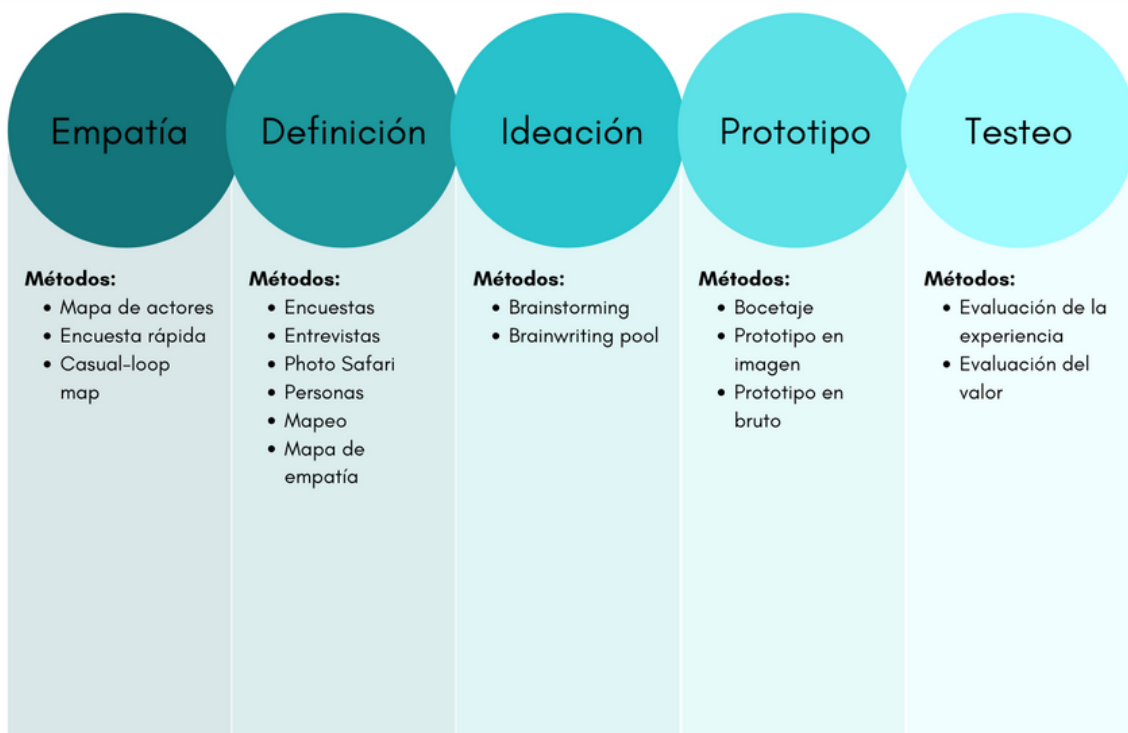 Empatía
Definición
Ideación
Prototipo
Testeo
Métodos:
• Mapa de actores
• Encuesta rápida
• Casual-loop
map
Métodos:
• Encuestas
• Entrevistas
• Photo Safari
• Personas
• Mapeo
• Mapa de
empatía
Métodos:
• Brainstorming
• Brainwriting pool
Métodos:
• Bocetaje
• Prototipo en
imagen
• Prototipo en
bruto
Métodos:
• Evaluación de la
experiencia
• Evaluación del
valor